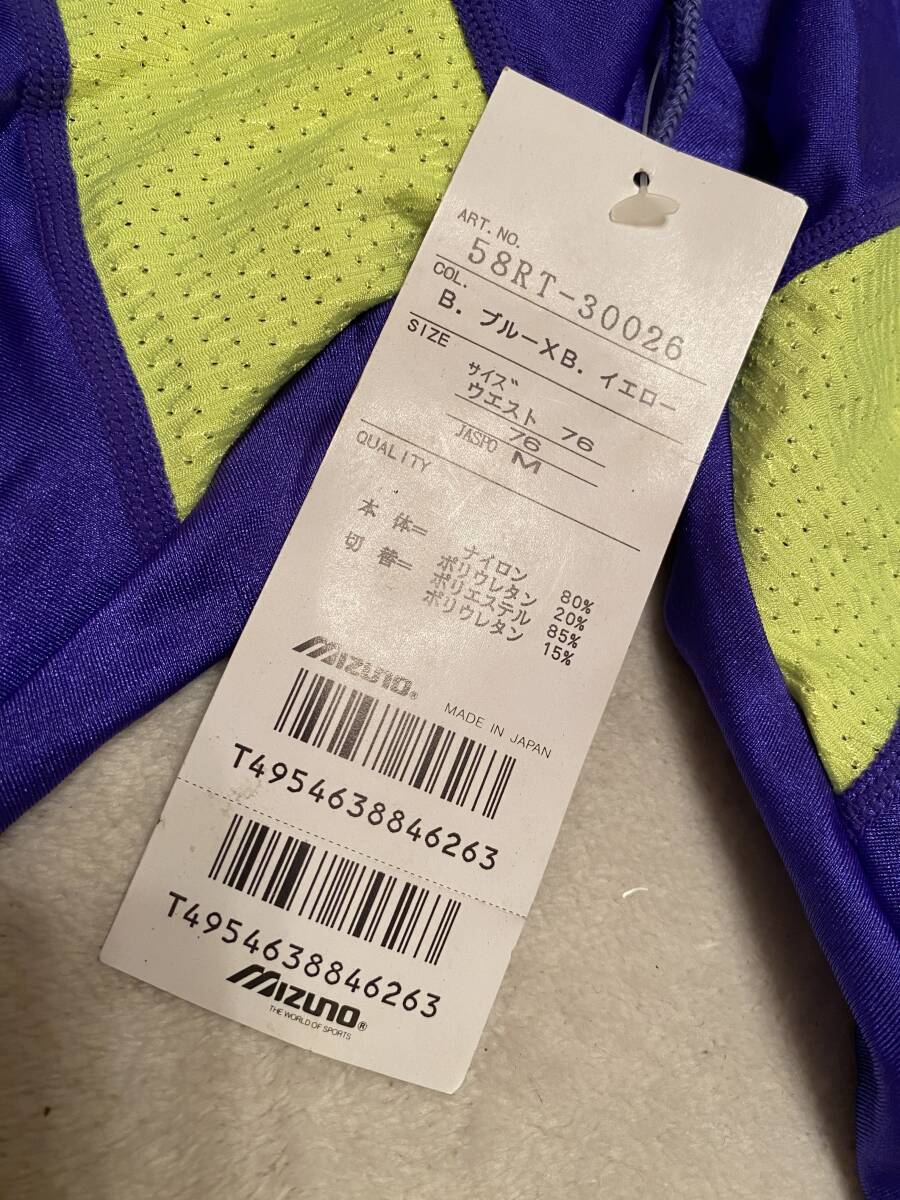 ART. NO.
58RT-30026
COL.
B. ブルーXB. イエロー
SIZE
サイズ
ウエスト 76
76
JASPO M
QUALITY
本 体= ナイロン 80%
ポリウレタン 20%
切 替= ポリエステル 85%
ポリウレタン 15%
MIZUNO®
MADE IN JAPAN
T4954638846263
T4954638846263
MIZUNO®
THE WORLD OF SPORTS